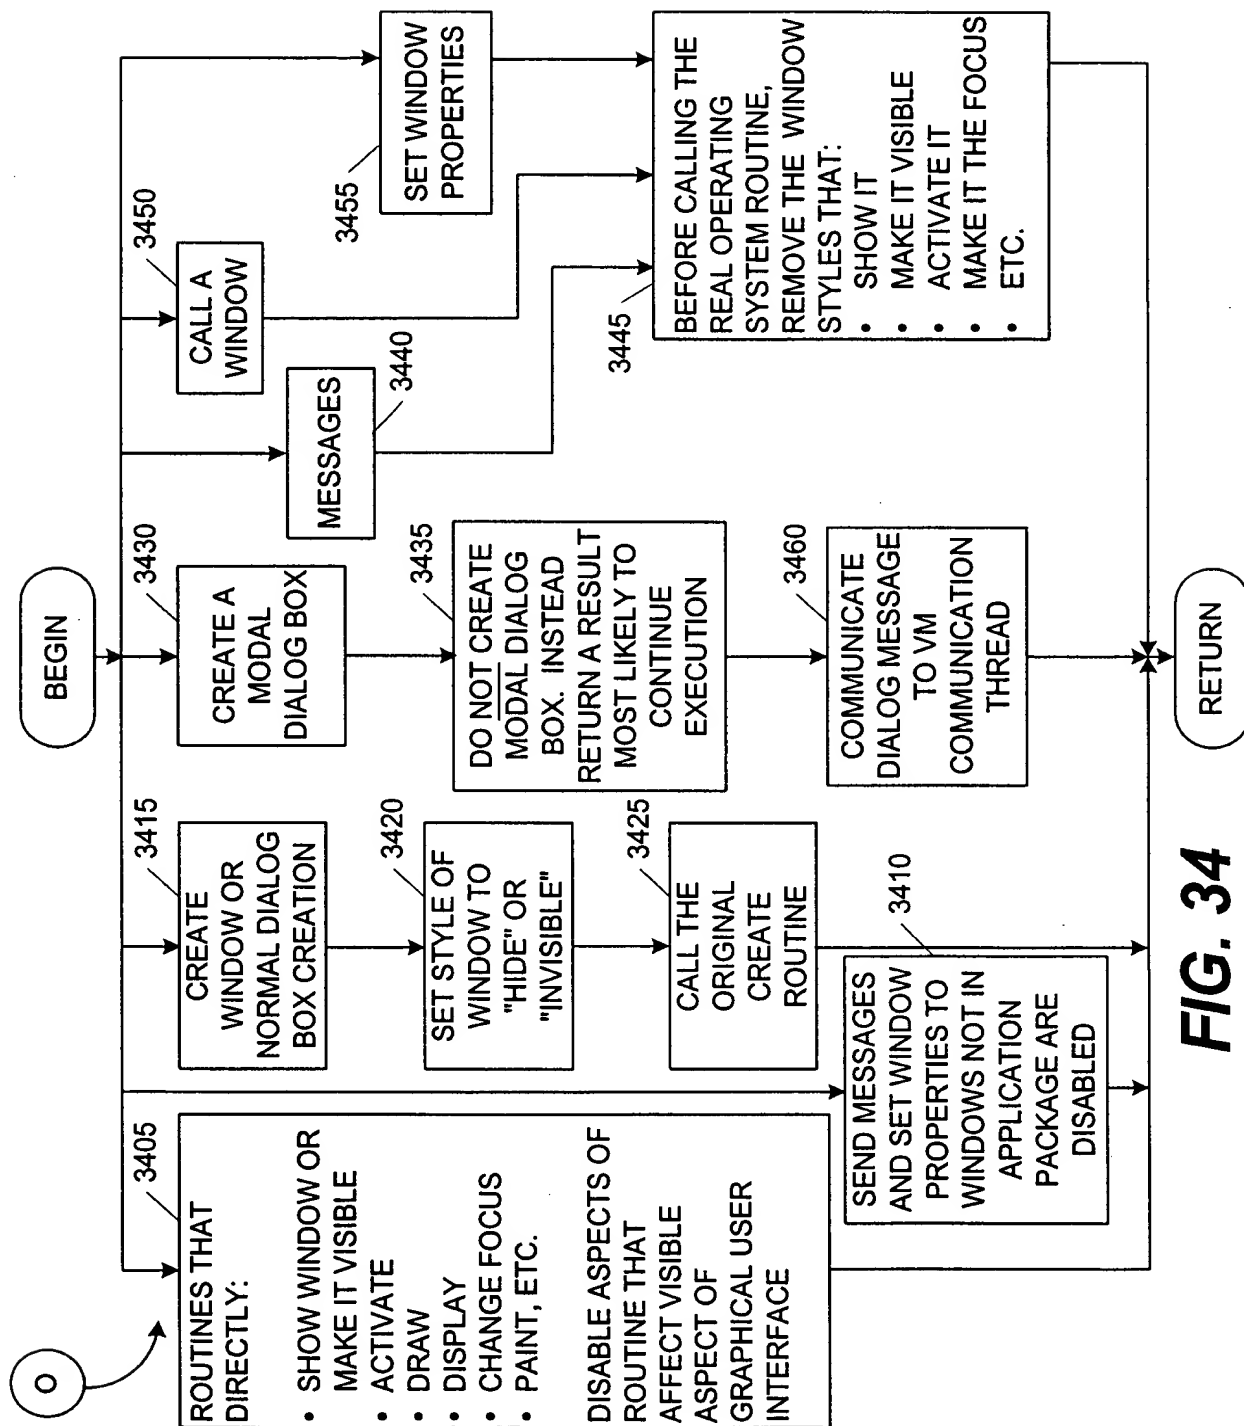 O
BEGIN
3405
ROUTINES THAT
DIRECTLY:
• SHOW WINDOW OR
MAKE IT VISIBLE
• ACTIVATE
• DRAW
• DISPLAY
• CHANGE FOCUS
• PAINT, ETC.
DISABLE ASPECTS OF
ROUTINE THAT
AFFECT VISIBLE
ASPECT OF
GRAPHICAL USER
INTERFACE
3410
SEND MESSAGES
AND SET WINDOW
PROPERTIES TO
WINDOWS NOT IN
APPLICATION
PACKAGE ARE
DISABLED
3415
CREATE
WINDOW OR
NORMAL DIALOG
BOX CREATION
3420
SET STYLE OF
WINDOW TO
"HIDE" OR
"INVISIBLE"
3425
CALL THE
ORIGINAL
CREATE
ROUTINE
3430
CREATE A
MODAL
DIALOG BOX
3435
DO NOT CREATE
MODAL DIALOG
BOX. INSTEAD
RETURN A RESULT
MOST LIKELY TO
CONTINUE
EXECUTION
3460
COMMUNICATE
DIALOG MESSAGE
TO VM
COMMUNICATION
THREAD
MESSAGES
3440
3450
CALL A
WINDOW
3455
SET WINDOW
PROPERTIES
3445
BEFORE CALLING THE
REAL OPERATING
SYSTEM ROUTINE,
REMOVE THE WINDOW
STYLES THAT:
• SHOW IT
• MAKE IT VISIBLE
• ACTIVATE IT
• MAKE IT THE FOCUS
• ETC.
RETURN
FIG. 34